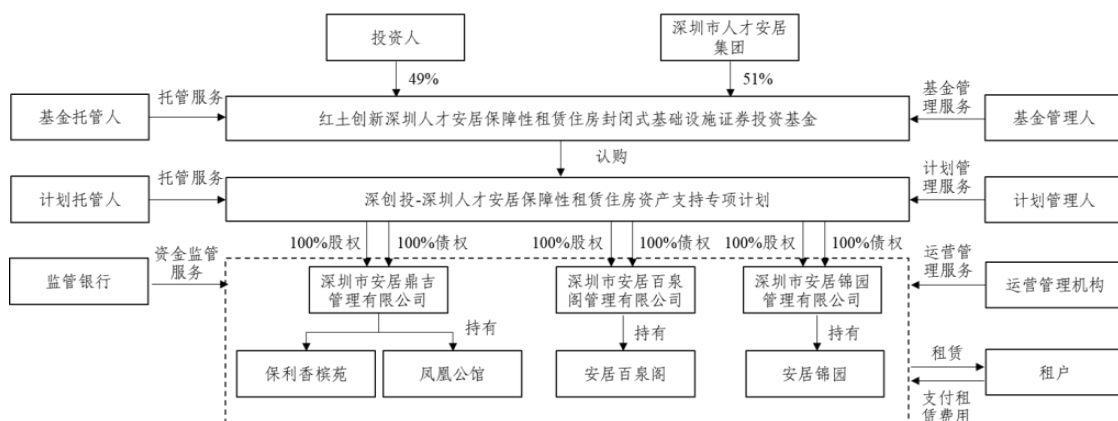 投资人
深圳市人才安居
集团
49%
51%
基金托管人
托管服务
红土创新深圳人才安居保障性租赁住房封闭式基础设施证券投资基金
基金管
理服务
基金管理人
认购
计划托管人
托管服务
深创投-深圳人才安居保障性租赁住房资产支持专项计划
计划管
理服务
计划管理人
100%股权
100%债权
100%股权
100%债权
100%股权
100%债权
监管银行
资金监管
服务
深圳市安居鼎吉
管理有限公司
深圳市安居百泉
阁管理有限公司
深圳市安居锦园
管理有限公司
运营管
理服务
运营管理机构
持有
持有
持有
保利香槟苑
凤凰公馆
安居百泉阁
安居锦园
租赁
租户
支付租
赁费用